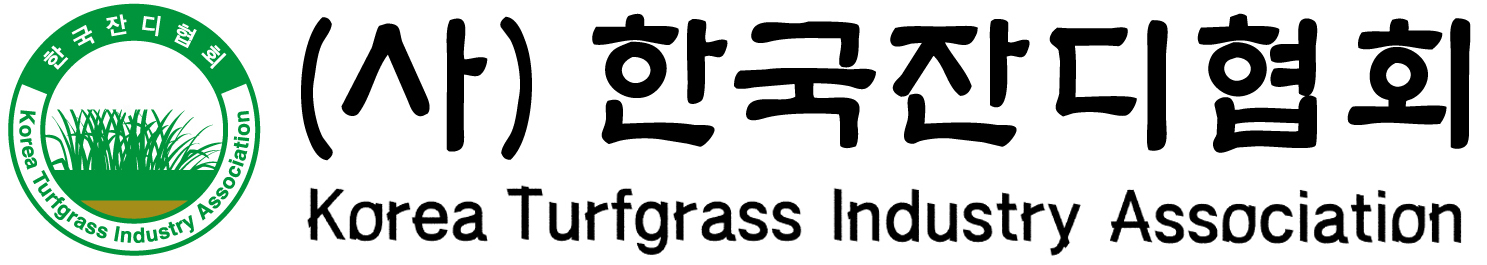 한국잔디협회
Korea Turfgrass Industry Association
(사) 한국잔디협회
Korea Turfgrass Industry Association